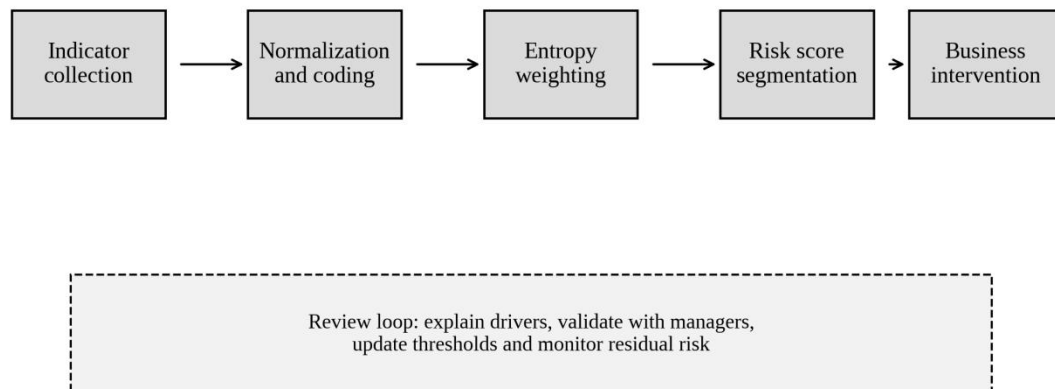 Indicator
collection
Normalization
and coding
Entropy
weighting
Risk score
segmentation
Business
intervention
Review loop: explain drivers, validate with managers,
update thresholds and monitor residual risk